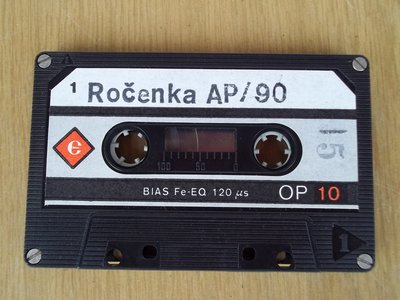 1 Ročenka AP/90
e
15
100 50 0
BIAS Fe-EQ 120 µs
OP 10
1